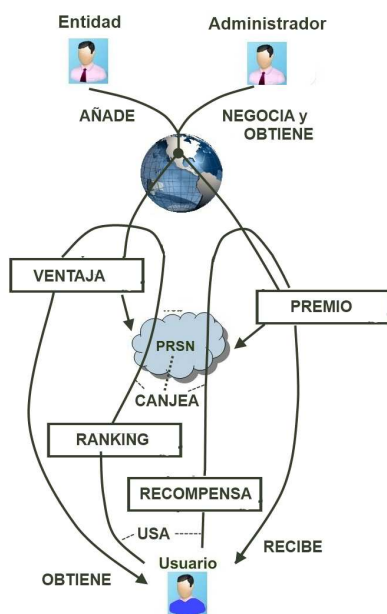 Entidad
Administrador
AÑADE
NEGOCIA y
OBTIENE
VENTAJA
PREMIO
PRSN
CANJEA
RANKING
RECOMPENSA
USA
RECIBE
Usuario
OBTIENE